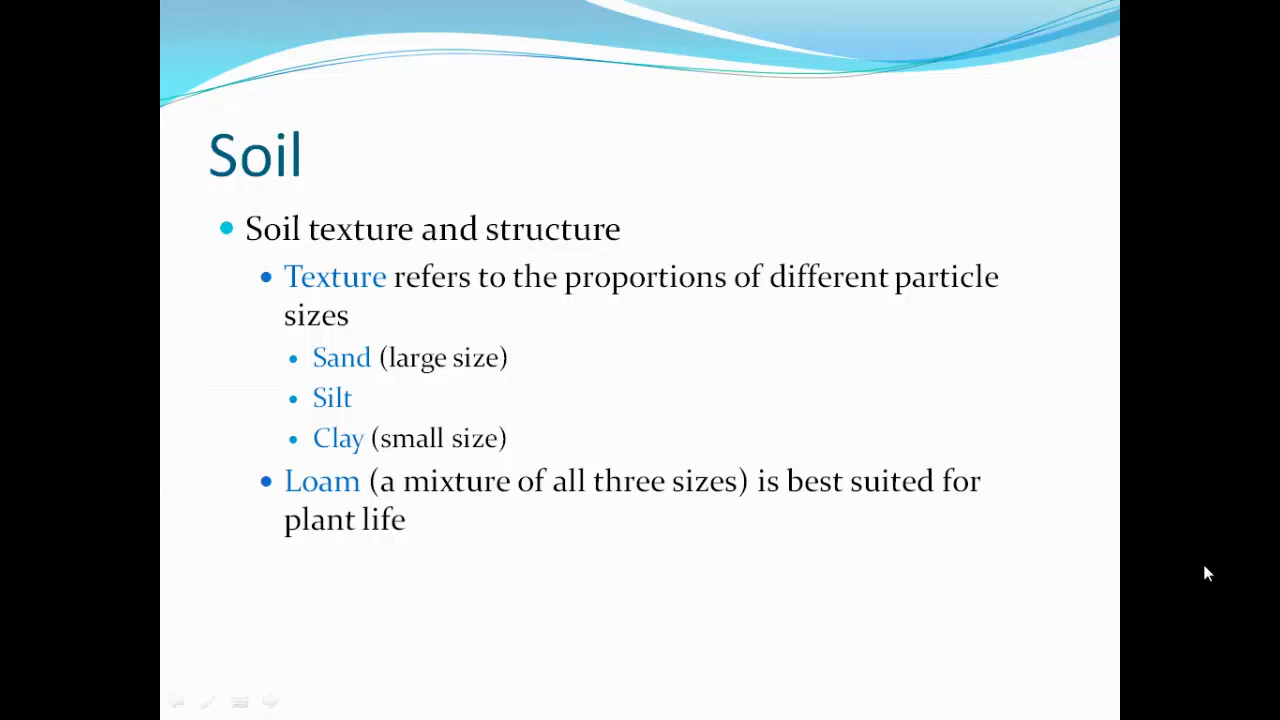 Soil
Soil texture and structure
Texture refers to the proportions of different particle
sizes
Sand (large size)
Silt
Clay (small size)
Loam (a mixture of all three sizes) is best suited for
plant life